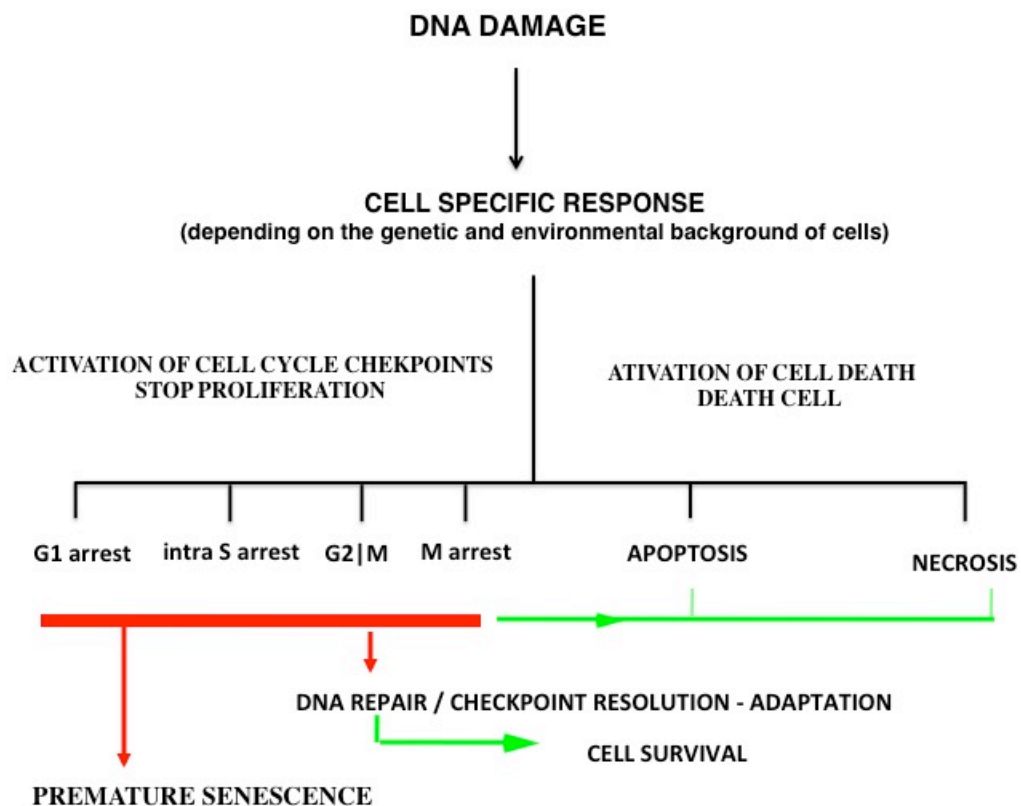 DNA DAMAGE
CELL SPECIFIC RESPONSE
(depending on the genetic and environmental background of cells)
ACTIVATION OF CELL CYCLE CHEKPOINTS
STOP PROLIFERATION
ATIVATION OF CELL DEATH
DEATH CELL
G1 arrest
intra S arrest
G2|M
M arrest
APOPTOSIS
NECROSIS
DNA REPAIR / CHECKPOINT RESOLUTION - ADAPTATION
CELL SURVIVAL
PREMATURE SENESCENCE